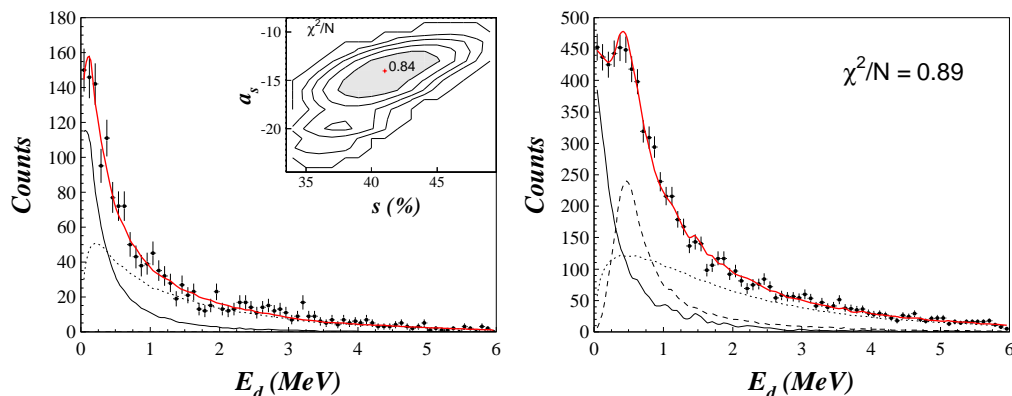 180
160
140
120
100
80
60
40
20
0
Counts
0 1 2 3 4 5 6
E_d (MeV)
χ²/N
-10
-15
-20
a_s
0.84
35 40 45
s (%)
500
450
400
350
300
250
200
150
100
50
0
Counts
χ²/N = 0.89
0 1 2 3 4 5 6
E_d (MeV)